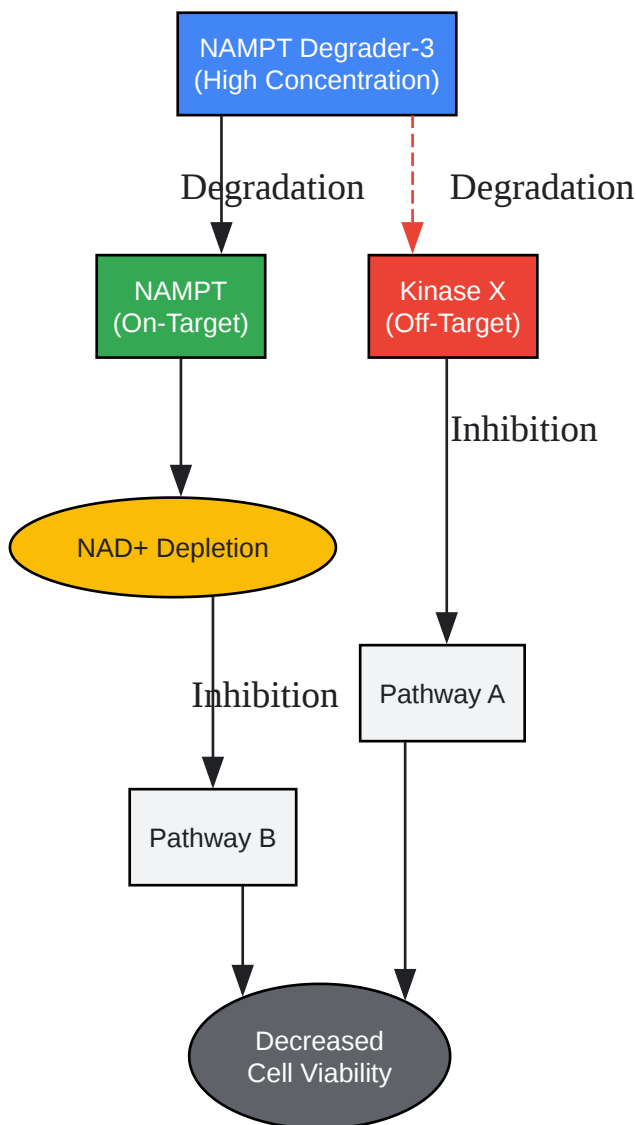 NAMPT Degrader-3
(High Concentration)
Degradation
Degradation
NAMPT
(On-Target)
Kinase X
(Off-Target)
Inhibition
NAD+ Depletion
Pathway A
Inhibition
Pathway B
Decreased
Cell Viability